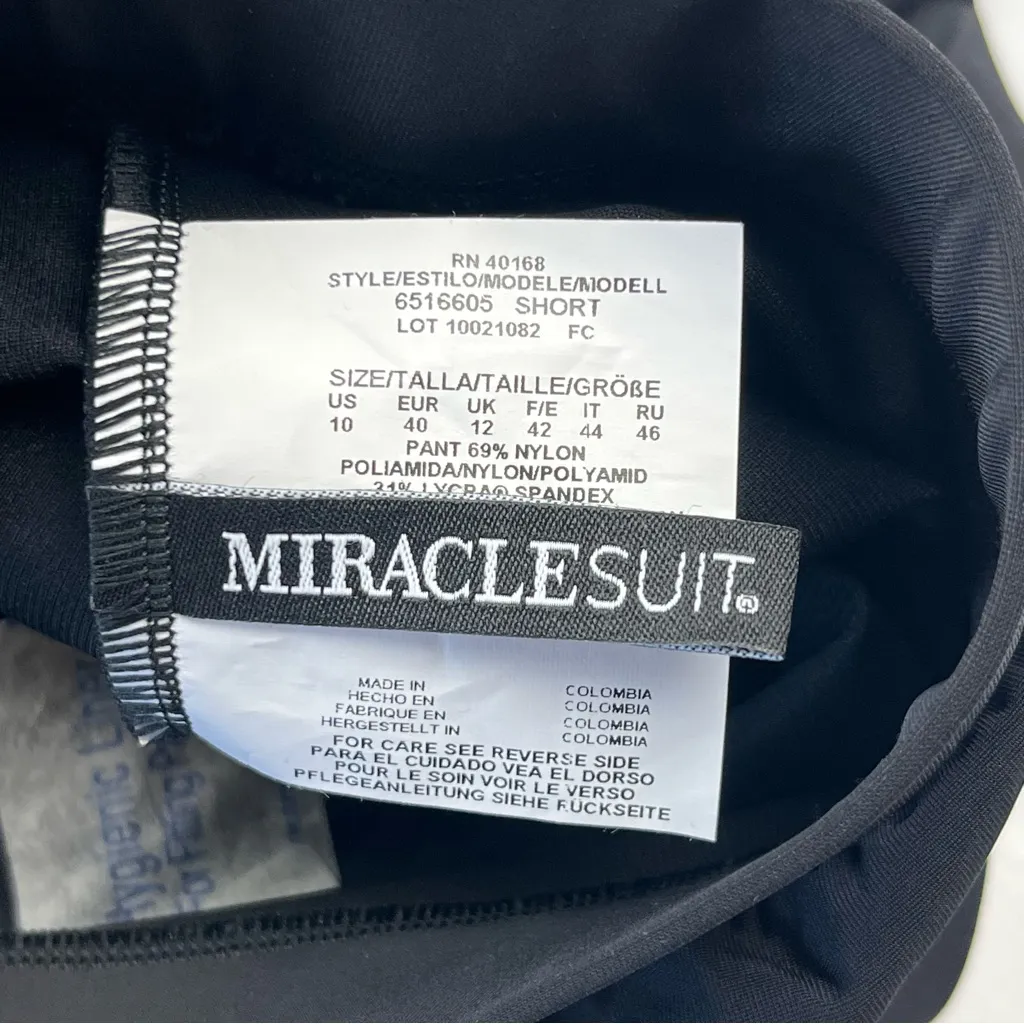 RN 40168
STYLE/ESTILO/MODELE/MODELL
6516605 SHORT
LOT 10021082 FC
SIZE/TALLA/TAILLE/GRÖßE
US EUR UK F/E IT RU
10 40 12 42 44 46
PANT 69% NYLON
POLIAMIDA/NYLON/POLYAMID
31% LYCRA® SPANDEX
MIRACLESUIT®
MADE IN COLOMBIA
HECHO EN COLOMBIA
FABRIQUE EN COLOMBIA
HERGESTELLT IN COLOMBIA
FOR CARE SEE REVERSE SIDE
PARA EL CUIDADO VEA EL DORSO
POUR LE SOIN VOIR LE VERSO
PFLEGEANLEITUNG SIEHE RÜCKSEITE